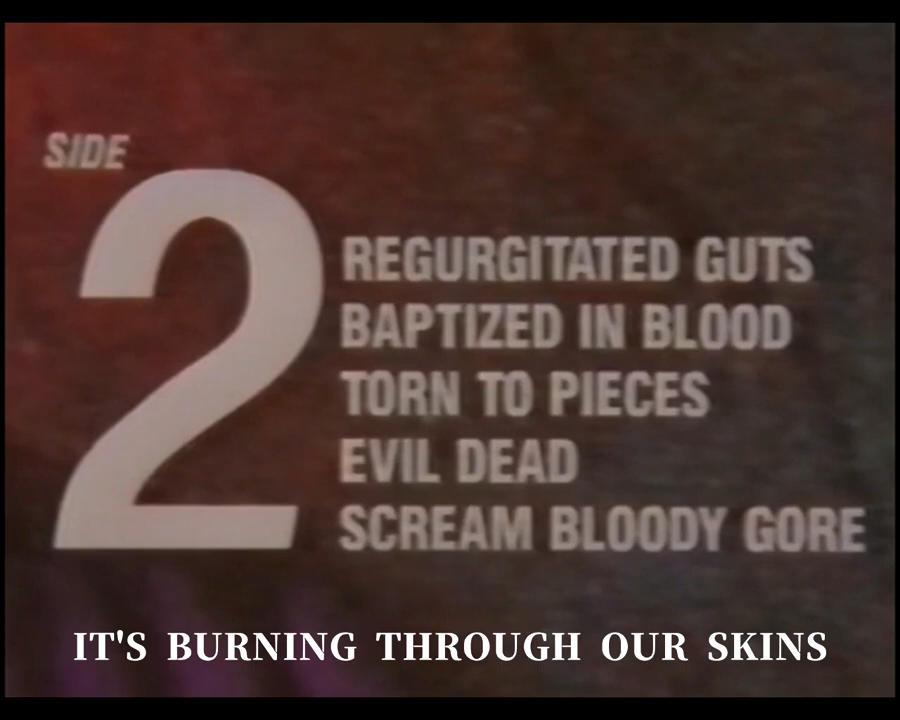 SIDE
2
REGURGITATED GUTS
BAPTIZED IN BLOOD
TORN TO PIECES
EVIL DEAD
SCREAM BLOODY GORE
IT'S BURNING THROUGH OUR SKINS